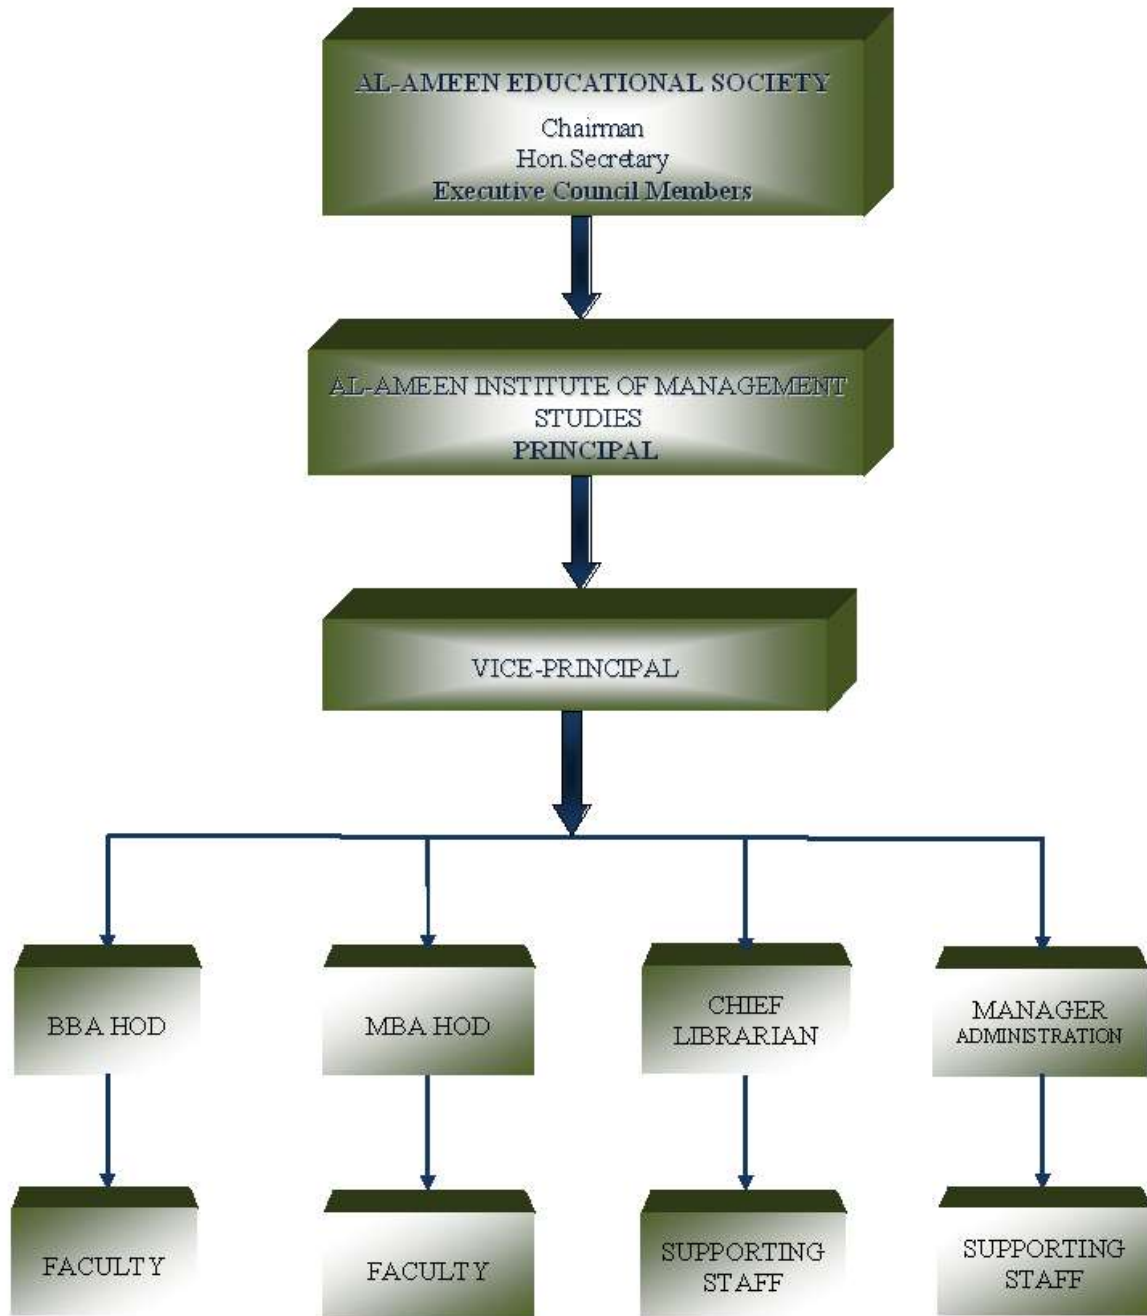 AL-AMEEN EDUCATIONAL SOCIETY
Chairman
Hon.Secretary
Executive Council Members
AL-AMEEN INSTITUTE OF MANAGEMENT
STUDIES
PRINCIPAL
VICE-PRINCIPAL
BBA HOD
MBA HOD
CHIEF
LIBRARIAN
MANAGER
ADMINISTRATION
FACULTY
FACULTY
SUPPORTING
STAFF
SUPPORTING
STAFF